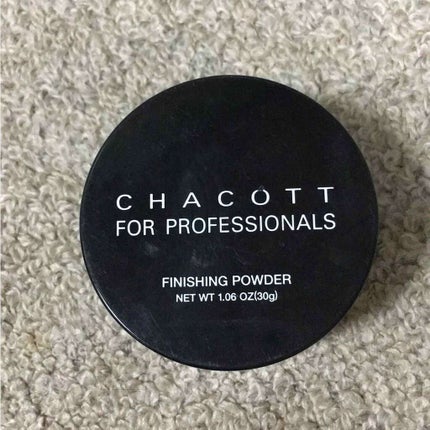 CHACOTT
FOR PROFESSIONALS
FINISHING POWDER
NET WT 1.06 OZ(30g)